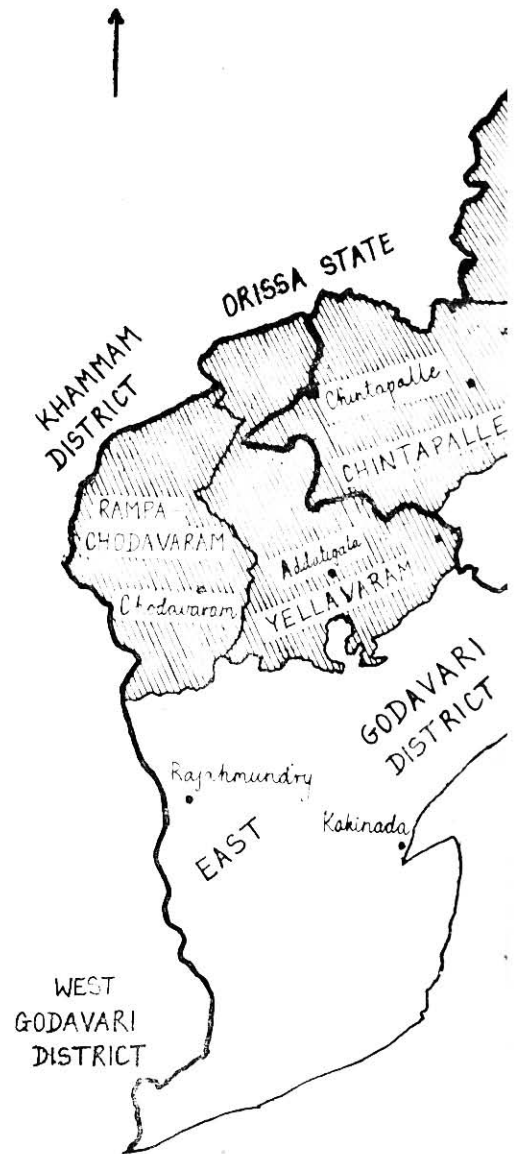 ORISSA STATE
KHAMMAM
DISTRICT
Chintapalle
CHINTAPALLE
RAMPA-
CHODAVARAM
Chodavaram
Addatigala
YELLAVARAM
GODAVARI
DISTRICT
Rajahmundry
Kakinada
EAST
WEST
GODAVARI
DISTRICT